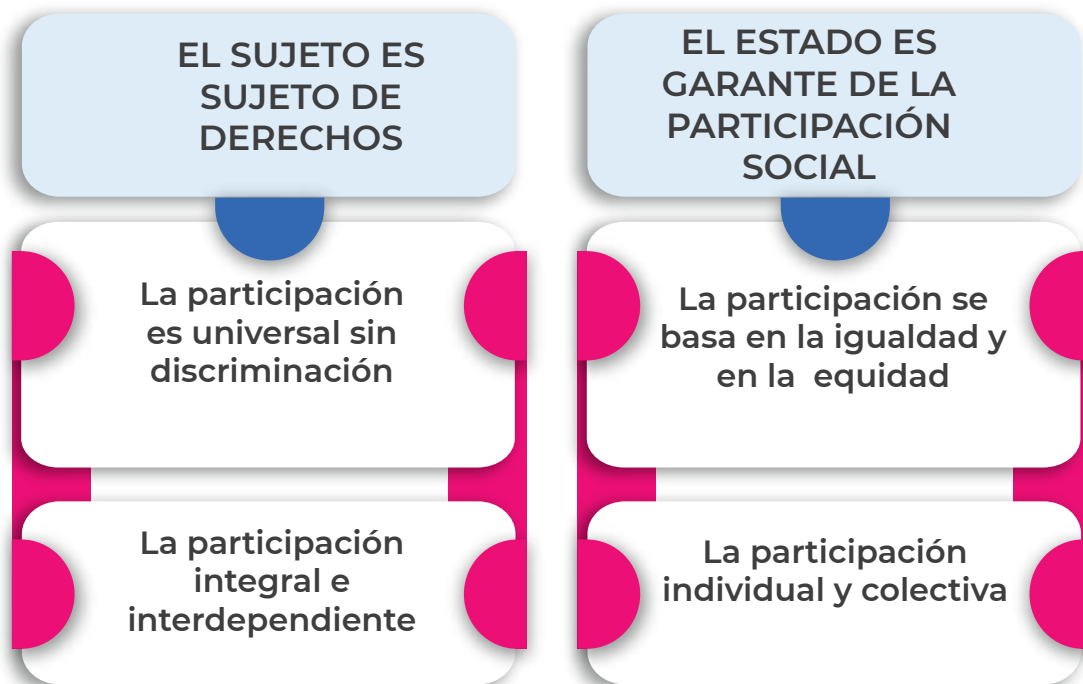 EL SUJETO ES
SUJETO DE
DERECHOS
La participación
es universal sin
discriminación
La participación
integral e
interdependiente
EL ESTADO ES
GARANTE DE LA
PARTICIPACIÓN
SOCIAL
La participación se
basa en la igualdad y
en la equidad
La participación
individual y colectiva